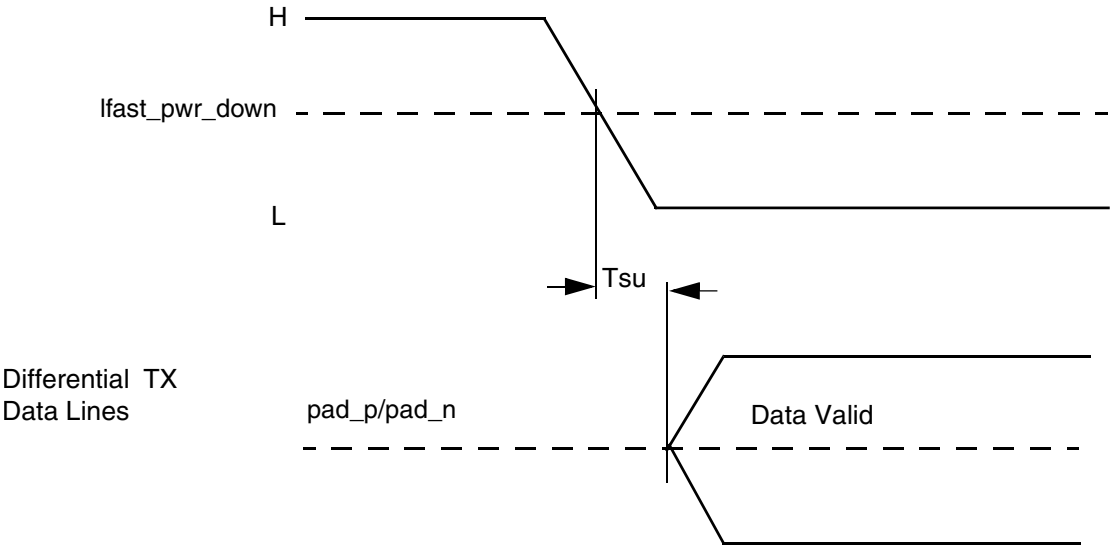 H
lfast_pwr_down
L
Tsu
Differential TX
Data Lines
pad_p/pad_n
Data Valid